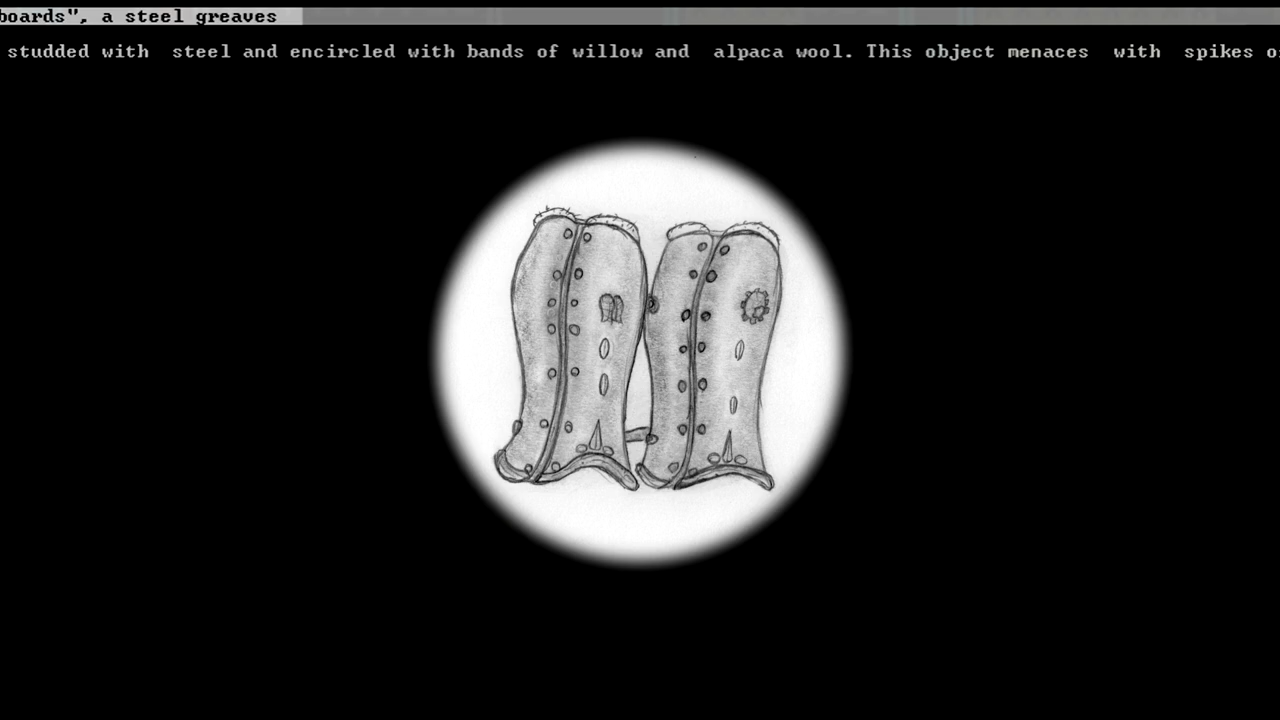 boards", a steel greaves
studded with steel and encircled with bands of willow and alpaca wool. This object menaces with spikes o